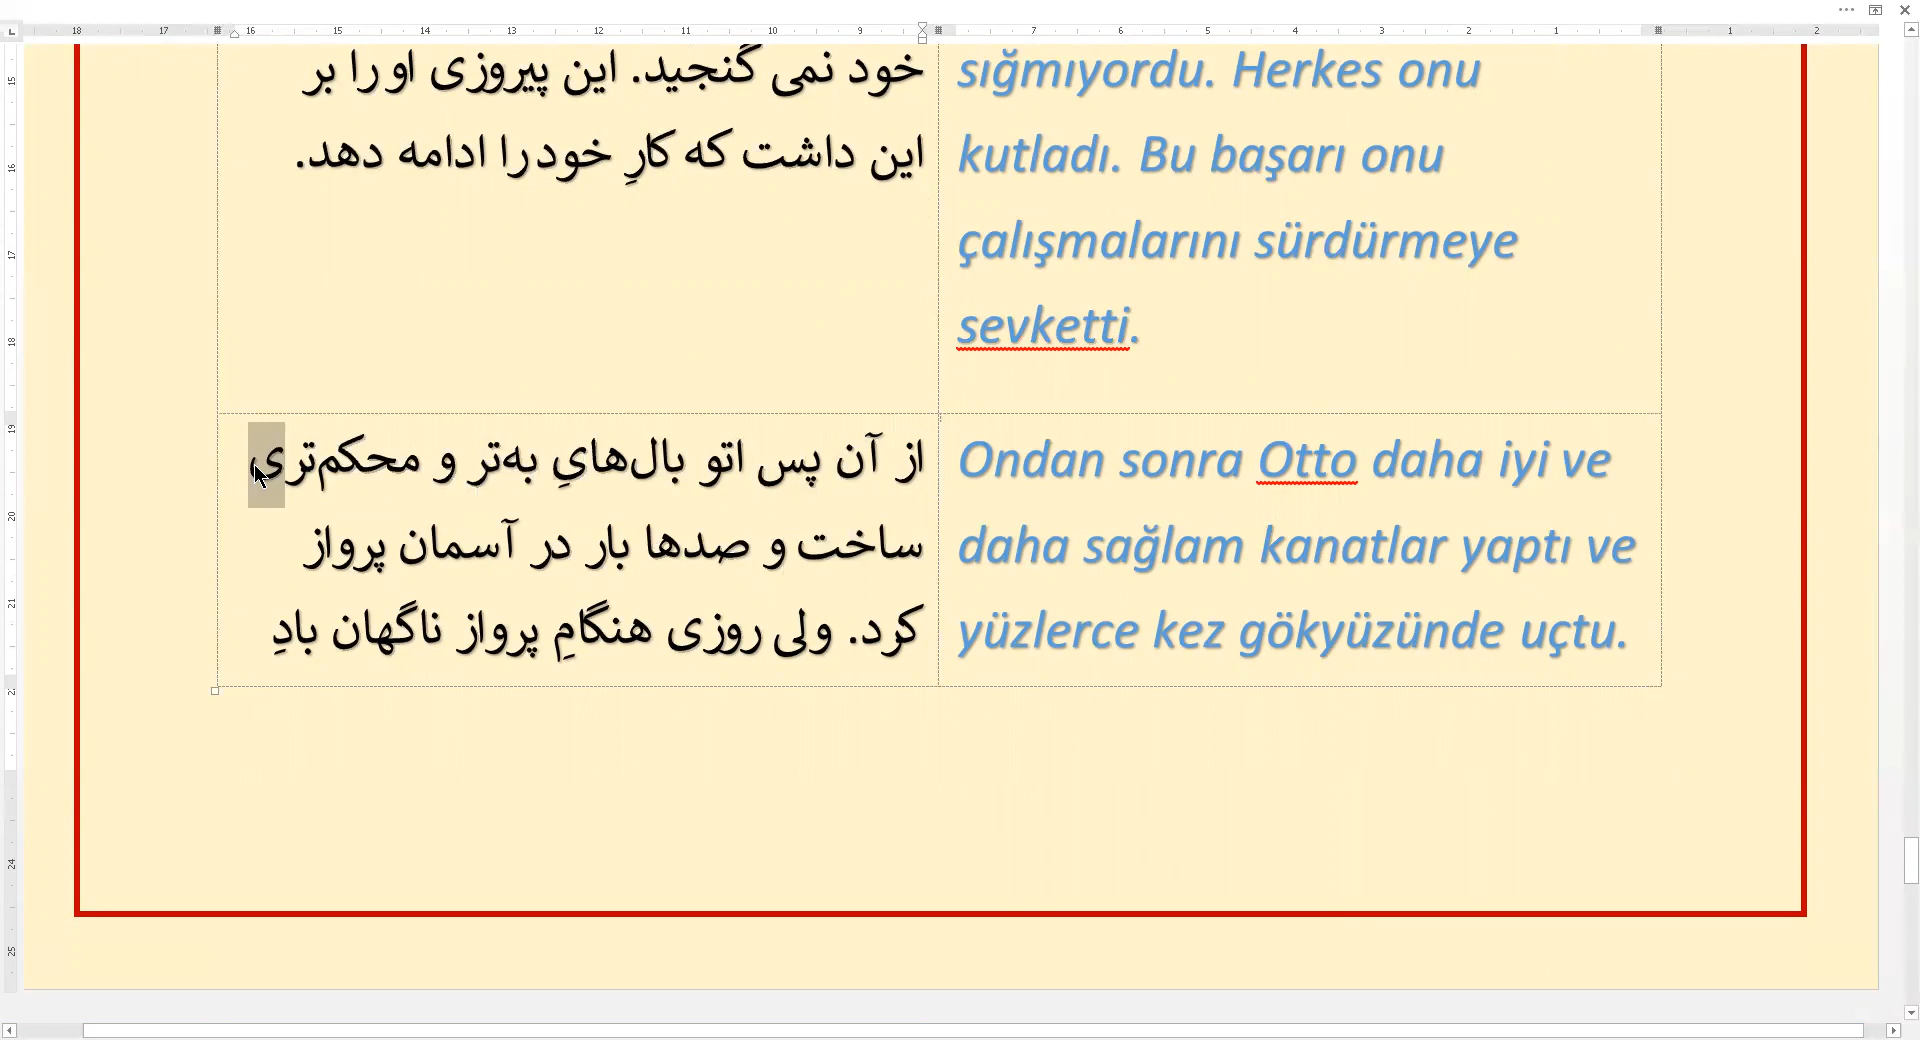 خود نمی گنجید. این پیروزی او را بر
این داشت که کارِ خود را ادامه دهد.
sığmıyordu. Herkes onu
kutladı. Bu başarı onu
çalışmalarını sürdürmeye
sevketti.
از آن پس اتو بال‌هایِ به‌تر و محکم‌تری
ساخت و صدها بار در آسمان پرواز
کرد. ولی روزی هنگامِ پرواز ناگهان بادِ
Ondan sonra Otto daha iyi ve
daha sağlam kanatlar yaptı ve
yüzlerce kez gökyüzünde uçtu.